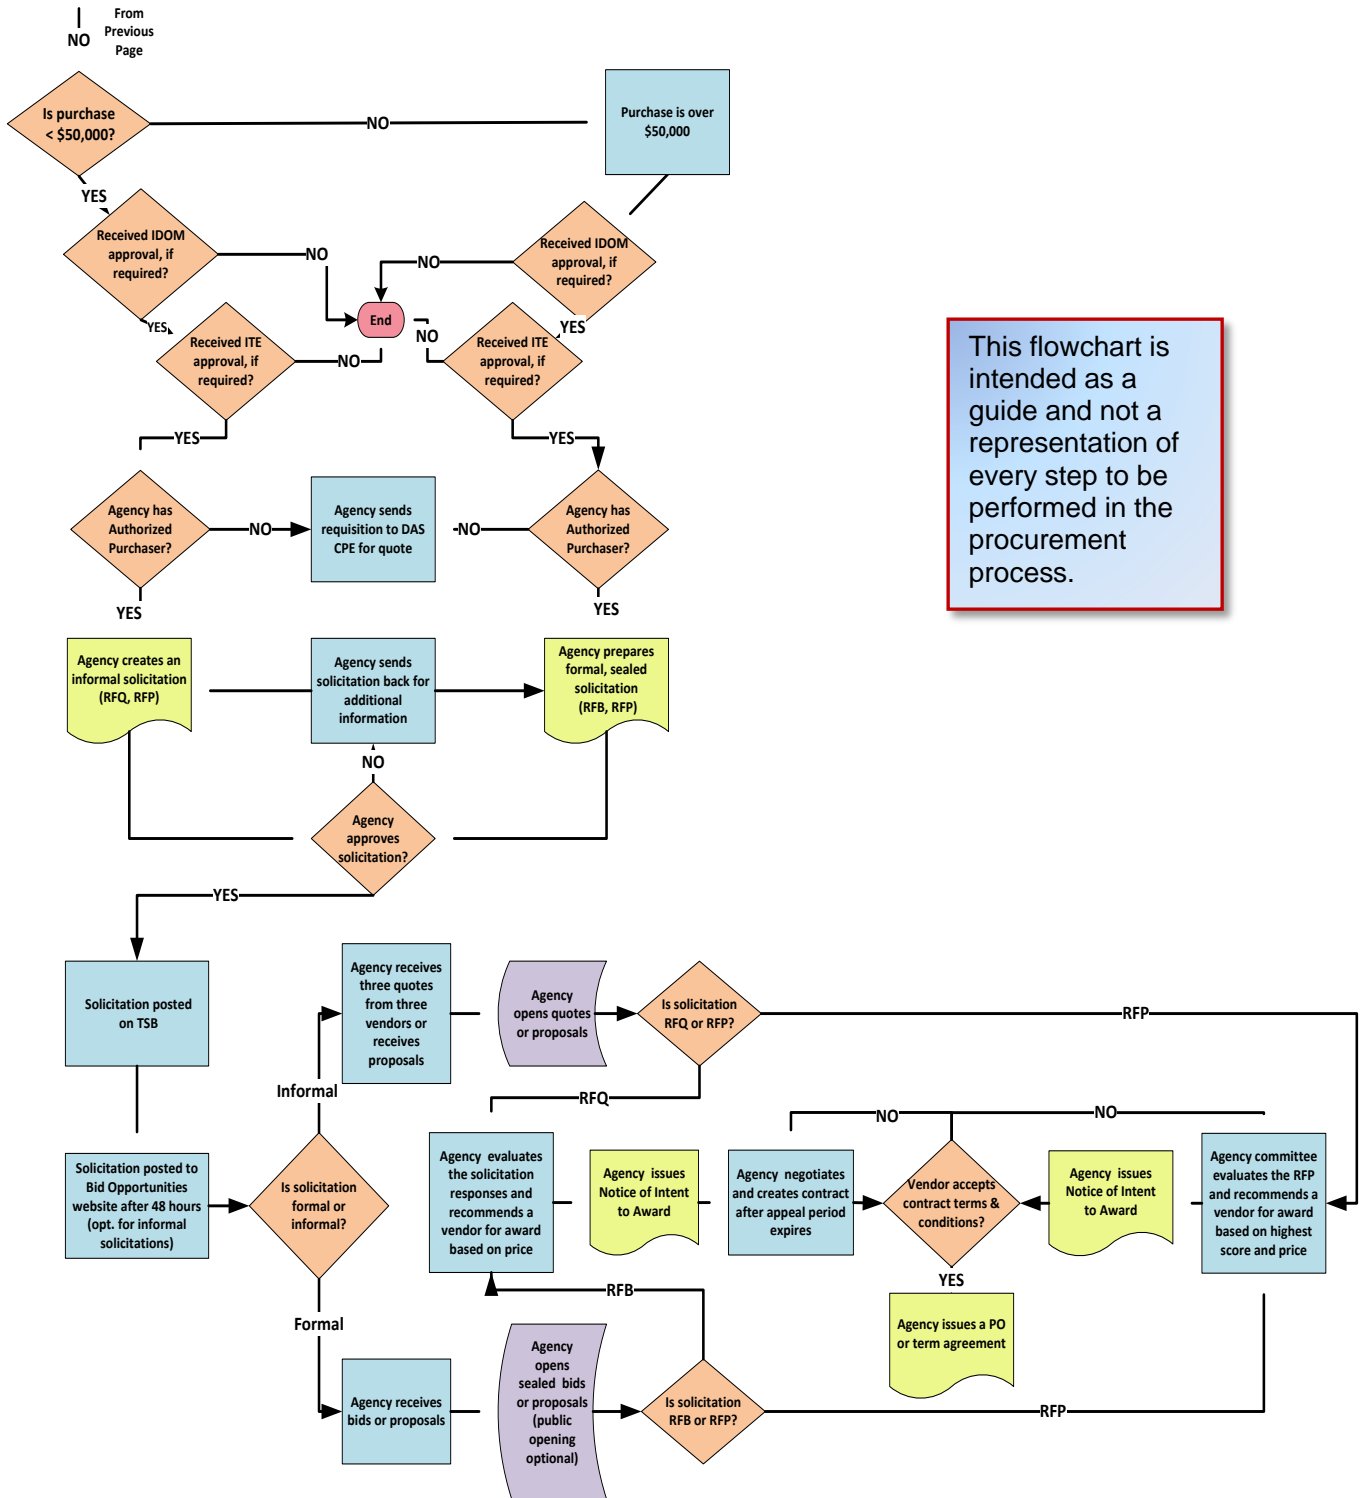 From
Previous
Page
NO
Is purchase
< $50,000?
NO
Purchase is over
$50,000
YES
Received IDOM
approval, if
required?
NO
NO
Received IDOM
approval, if
required?
End
YES
YES
Received ITE
approval, if
required?
NO
NO
Received ITE
approval, if
required?
This flowchart is
intended as a
guide and not a
representation of
every step to be
performed in the
procurement
process.
YES
YES
Agency has
Authorized
Purchaser?
NO
Agency sends
requisition to DAS
CPE for quote
NO
Agency has
Authorized
Purchaser?
YES
YES
Agency creates an
informal solicitation
(RFQ, RFP)
Agency sends
solicitation back for
additional
information
Agency prepares
formal, sealed
solicitation
(RFB, RFP)
NO
Agency
approves
solicitation?
YES
Solicitation posted
on TSB
Agency receives
three quotes
from three
vendors or
receives
proposals
Agency
opens quotes
or proposals
Is solicitation
RFQ or RFP?
RFP
Informal
RFQ
NO
NO
Solicitation posted to
Bid Opportunities
website after 48 hours
(opt. for informal
solicitations)
Is solicitation
formal or
informal?
Agency evaluates
the solicitation
responses and
recommends a
vendor for award
based on price
Agency issues
Notice of Intent
to Award
Agency negotiates
and creates contract
after appeal period
expires
Vendor accepts
contract terms &
conditions?
Agency issues
Notice of Intent
to Award
Agency committee
evaluates the RFP
and recommends a
vendor for award
based on highest
score and price
YES
RFB
Formal
Agency issues a PO
or term agreement
Agency receives
bids or proposals
Agency
opens
sealed bids
or proposals
(public
opening
optional)
Is solicitation
RFB or RFP?
RFP